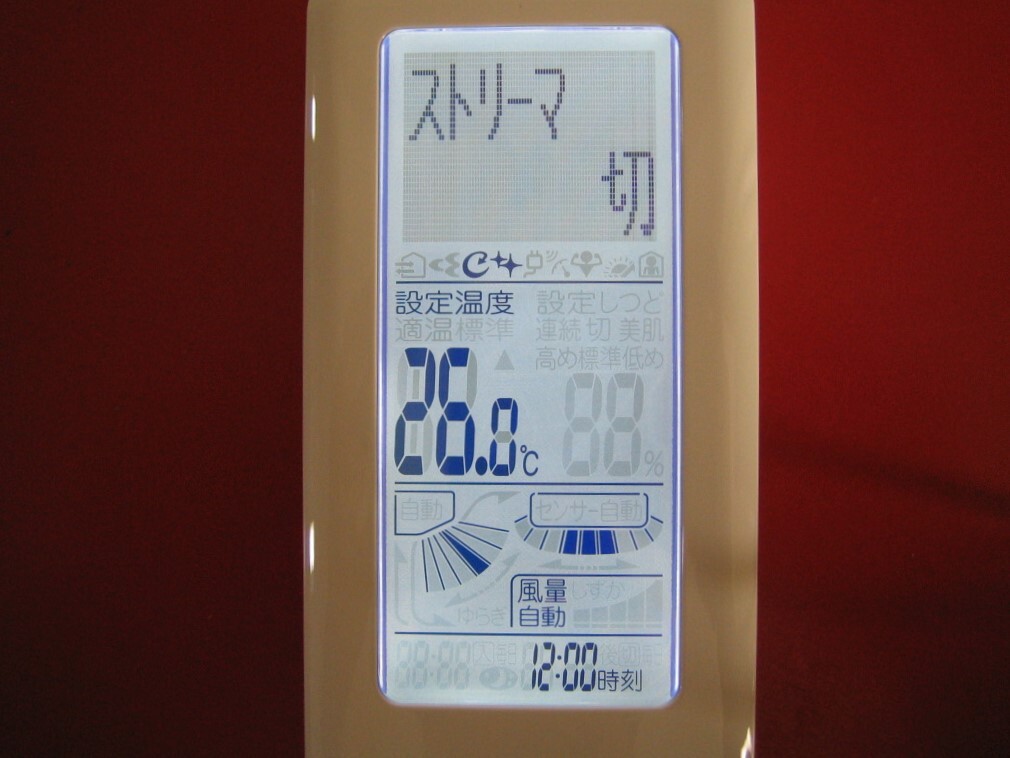 ストリーマ
切
設定温度 設定しつど
適温標準 連続 切 美肌
高め標準低め
26.0℃ 88%
自動 センサー自動
風量 しずか
自動
ゆらぎ
12:00時刻